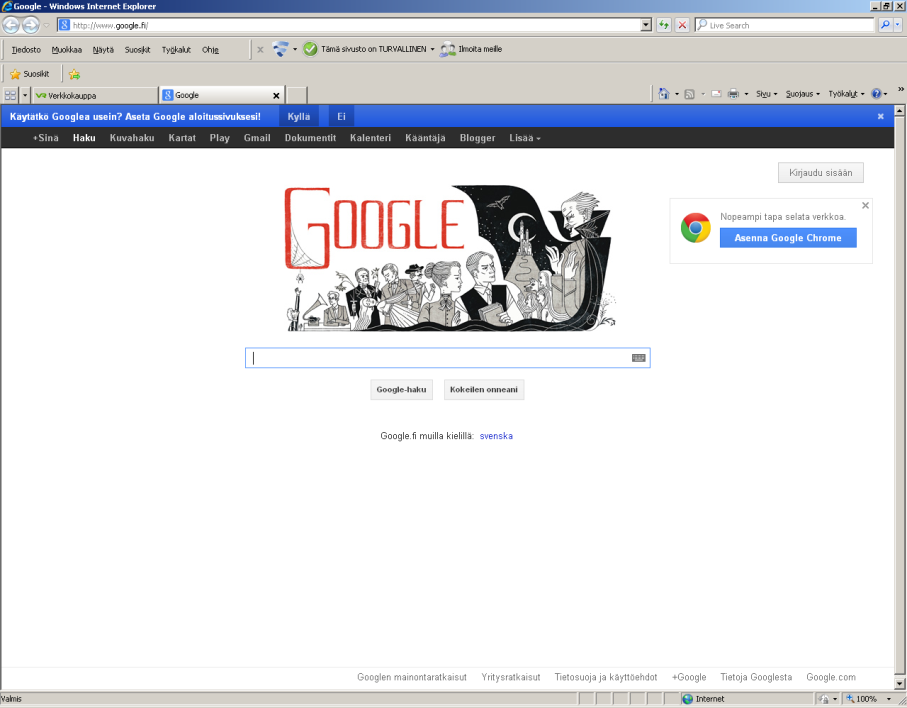 Google - Windows Internet Explorer
http://www.google.fi/
Live Search
Tiedosto Muokkaa Näytä Suosikit Työkalut Ohje
Tämä sivusto on TURVALLINEN
Ilmoita meille
Suosikit
VR Verkkokauppa
Google
Sivu Suojaus Työkalut
Käytätkö Googlea usein? Aseta Google aloitussivuksesi!
Kyllä
Ei
+Sinä Haku Kuvahaku Kartat Play Gmail Dokumentit Kalenteri Kääntäjä Blogger Lisää
Kirjaudu sisään
GOOGLE
Nopeampi tapa selata verkkoa.
Asenna Google Chrome
Google-haku
Kokeilen onneani
Google.fi muilla kielillä: svenska
Googlen mainontaratkaisut Yritysratkaisut Tietosuoja ja käyttöehdot +Google Tietoja Googlesta Google.com
Valmis
Internet
100%